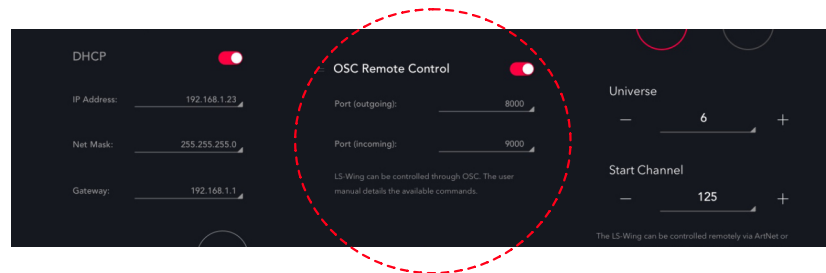 DHCP
IP Address: 192.168.1.23
Net Mask: 255.255.255.0
Gateway: 192.168.1.1
OSC Remote Control
Port (outgoing): 8000
Port (incoming): 9000
LS-Wing can be controlled through OSC. The user
manual details the available commands.
Universe
— 6 +
Start Channel
— 125 +
The LS-Wing can be controlled remotely via ArtNet or